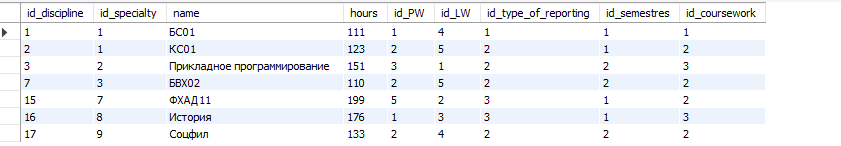 id_discipline id_specialty name hours id_PW id_LW id_type_of_reporting id_semestres id_coursework
1 1 БС01 111 1 4 1 1 1
2 1 КС01 123 2 5 2 1 2
3 2 Прикладное программирование 151 3 1 2 2 3
7 3 БВХ02 110 2 5 2 2 2
15 7 ФХАД11 199 5 2 3 1 2
16 8 История 176 1 3 3 1 3
17 9 Соцфил 133 2 4 2 2 2